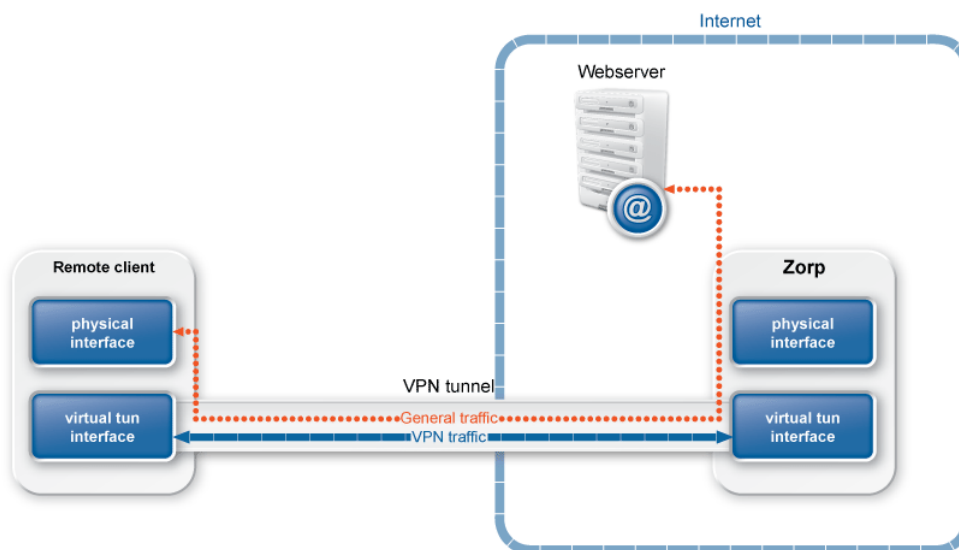 Internet
Webserver
@
Remote client
Zorp
physical
interface
physical
interface
VPN tunnel
virtual tun
interface
General traffic
VPN traffic
virtual tun
interface